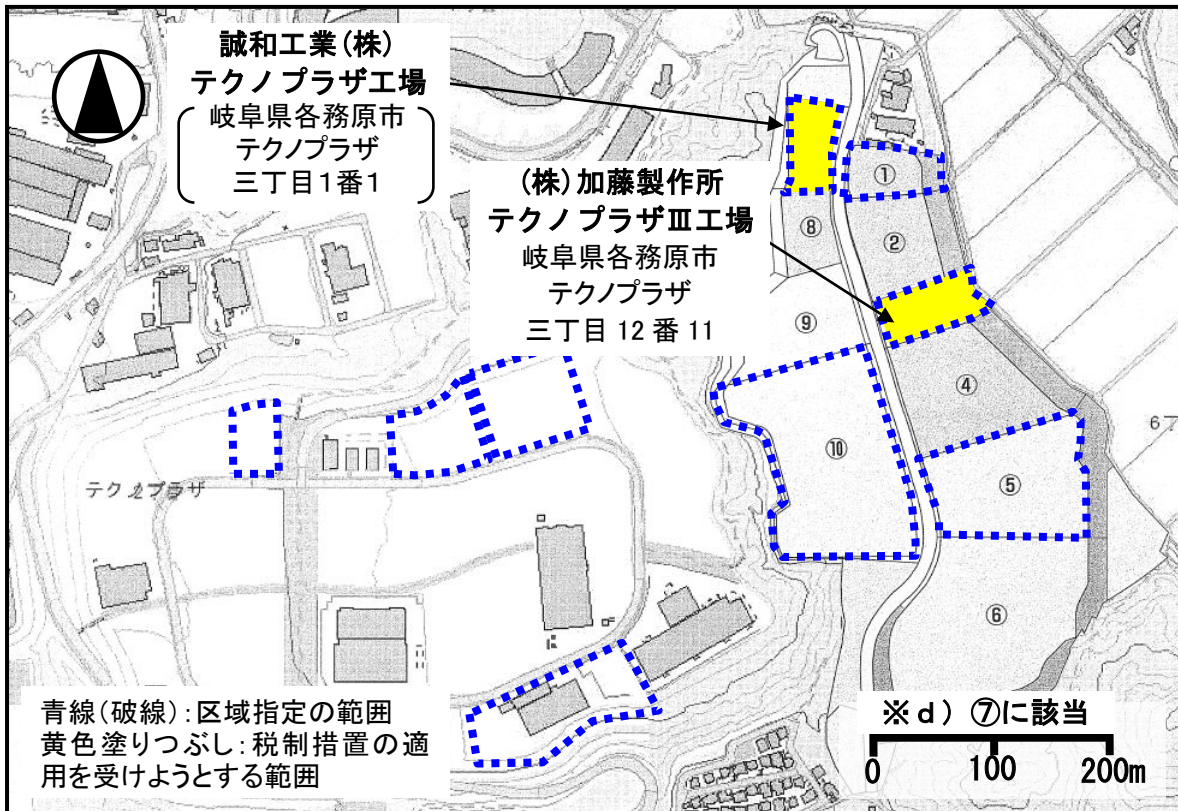 誠和工業(株)
テクノプラザ工場
岐阜県各務原市
テクノプラザ
三丁目1番1
(株)加藤製作所
テクノプラザⅢ工場
岐阜県各務原市
テクノプラザ
三丁目 12 番 11
①
②
⑧
⑨
④
⑩
⑤
⑥
6丁
テクノプラザ
青線(破線):区域指定の範囲
黄色塗りつぶし:税制措置の適
用を受けようとする範囲
※d) ⑦に該当
0 100 200m